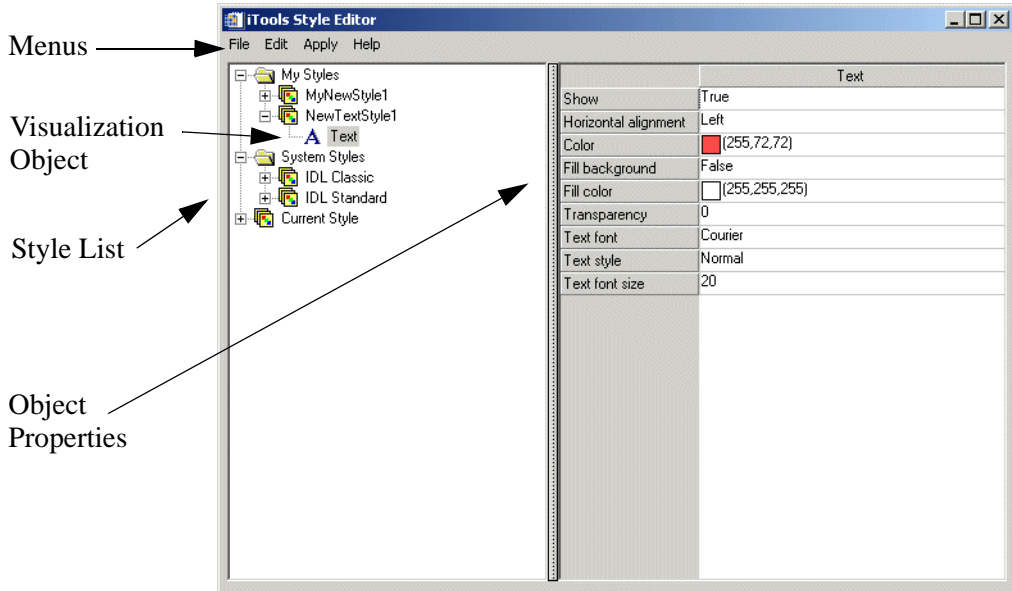 iTools Style Editor
Menus
File Edit Apply Help
My Styles
MyNewStyle1
NewTextStyle1
Text
System Styles
IDL Classic
IDL Standard
Current Style
Visualization
Object
Style List
Object
Properties
Text
Show True
Horizontal alignment Left
Color (255,72,72)
Fill background False
Fill color (255,255,255)
Transparency 0
Text font Courier
Text style Normal
Text font size 20